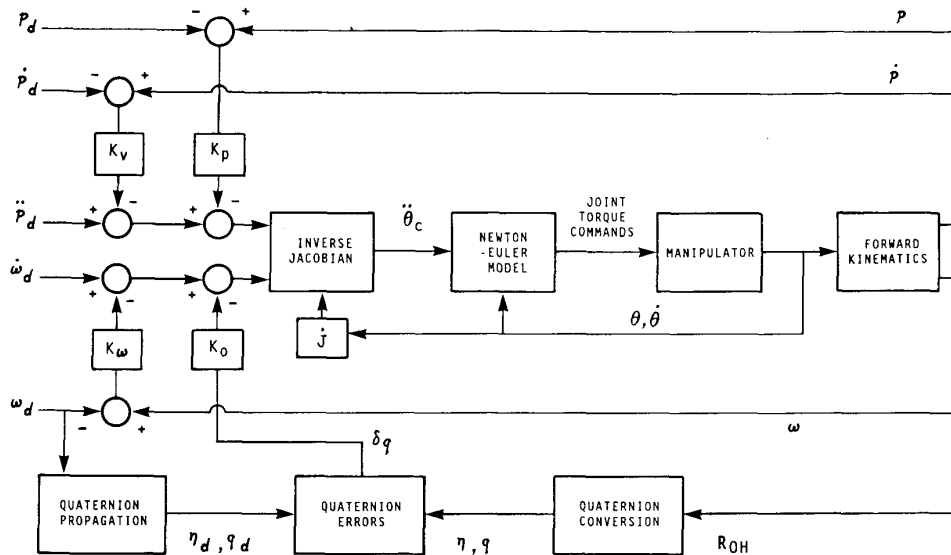 p_d - + p
ṗ_d - + ṗ
K_v K_p
p̈_d + - + -
ω̇_d + - + -
INVERSE
JACOBIAN
θ̈_c
NEWTON
-EULER
MODEL
JOINT
TORQUE
COMMANDS
MANIPULATOR
FORWARD
KINEMATICS
J̇
θ,θ̇
K_ω K_o
ω_d - + ω
δq
QUATERNION
PROPAGATION
η_d , q_d
QUATERNION
ERRORS
η, q
QUATERNION
CONVERSION
R_OH